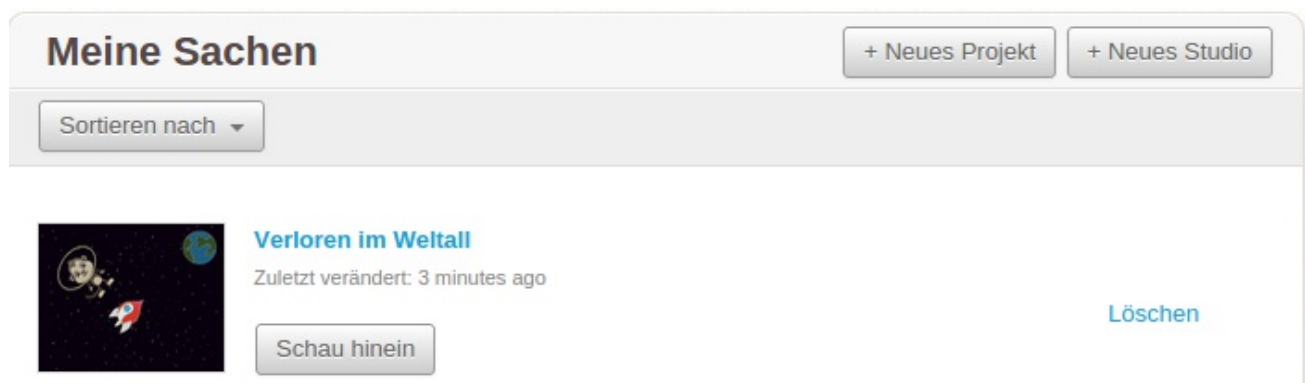 Meine Sachen
+ Neues Projekt
+ Neues Studio
Sortieren nach
Verloren im Weltall
Zuletzt verändert: 3 minutes ago
Löschen
Schau hinein